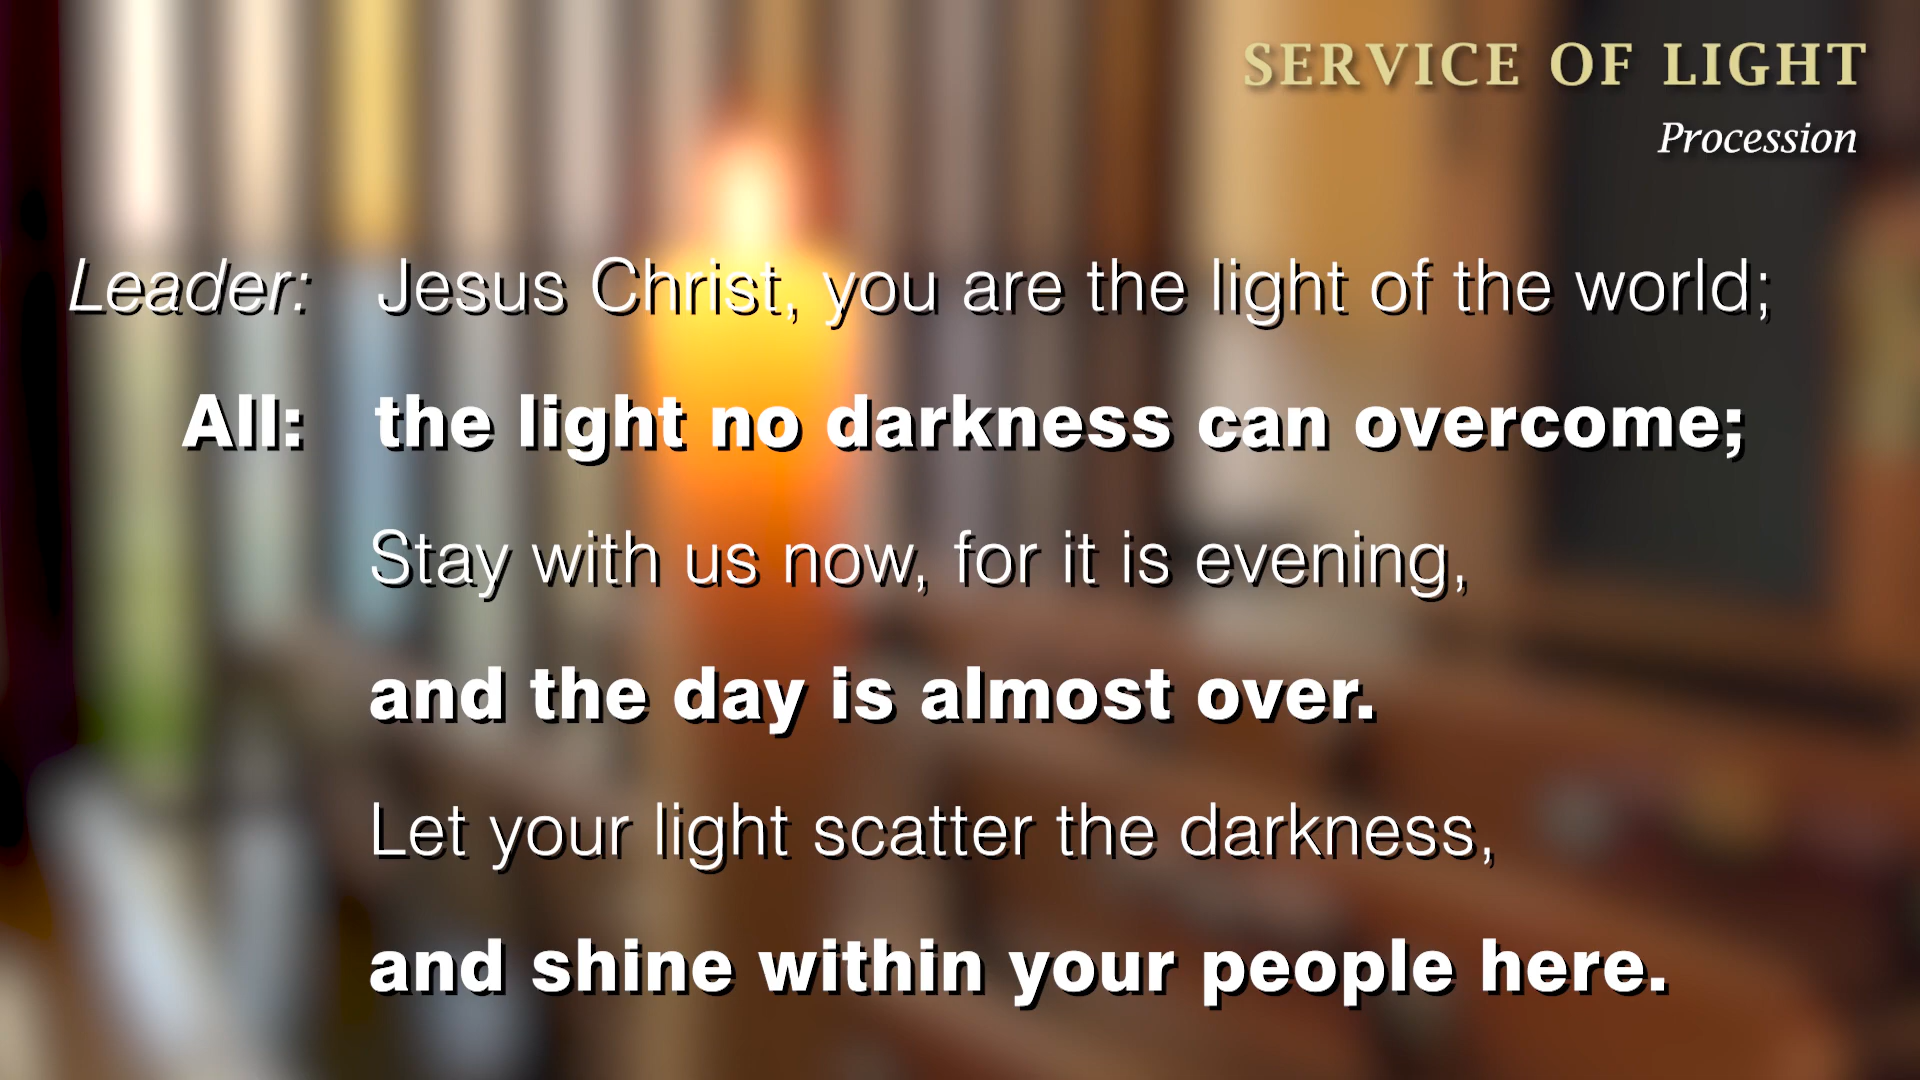 SERVICE OF LIGHT
Procession
Leader: Jesus Christ, you are the light of the world;
All: the light no darkness can overcome;
Stay with us now, for it is evening,
and the day is almost over.
Let your light scatter the darkness,
and shine within your people here.